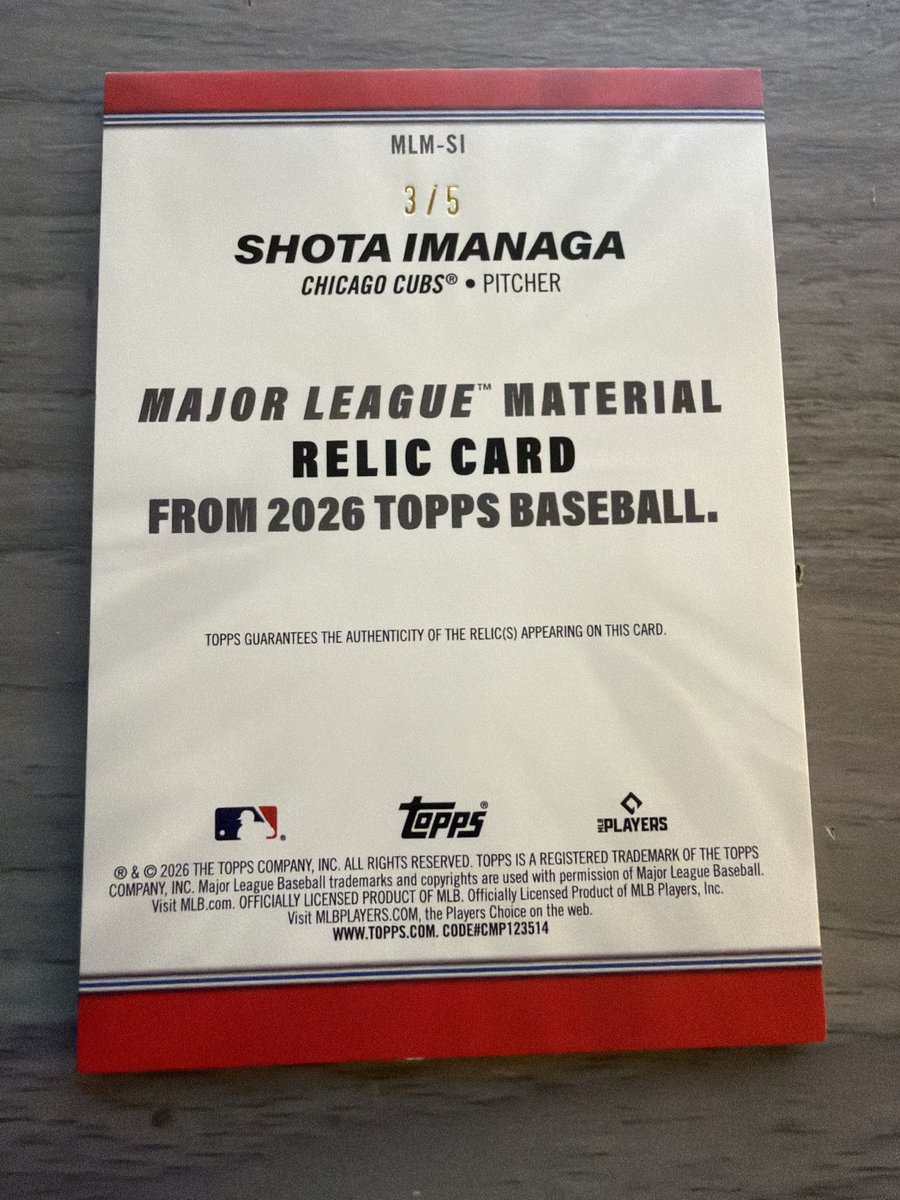 MLM-SI
3/5
SHOTA IMANAGA
CHICAGO CUBS® • PITCHER
MAJOR LEAGUE™ MATERIAL
RELIC CARD
FROM 2026 TOPPS BASEBALL.
TOPPS GUARANTEES THE AUTHENTICITY OF THE RELIC(S) APPEARING ON THIS CARD.
® Topps® MLB PLAYERS
® & © 2026 THE TOPPS COMPANY, INC. ALL RIGHTS RESERVED. TOPPS IS A REGISTERED TRADEMARK OF THE TOPPS
COMPANY, INC. Major League Baseball trademarks and copyrights are used with permission of Major League Baseball.
Visit MLB.com. OFFICIALLY LICENSED PRODUCT OF MLB. Officially Licensed Product of MLB Players, Inc.
Visit MLBPLAYERS.COM, the Players Choice on the web.
WWW.TOPPS.COM. CODE#CMP123514